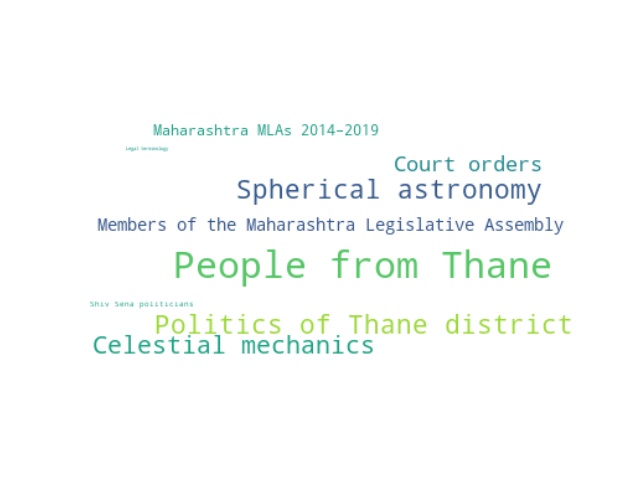 Maharashtra MLAs 2014–2019
Legal terminology
Court orders
Spherical astronomy
Members of the Maharashtra Legislative Assembly
People from Thane
Shiv Sena politicians
Politics of Thane district
Celestial mechanics